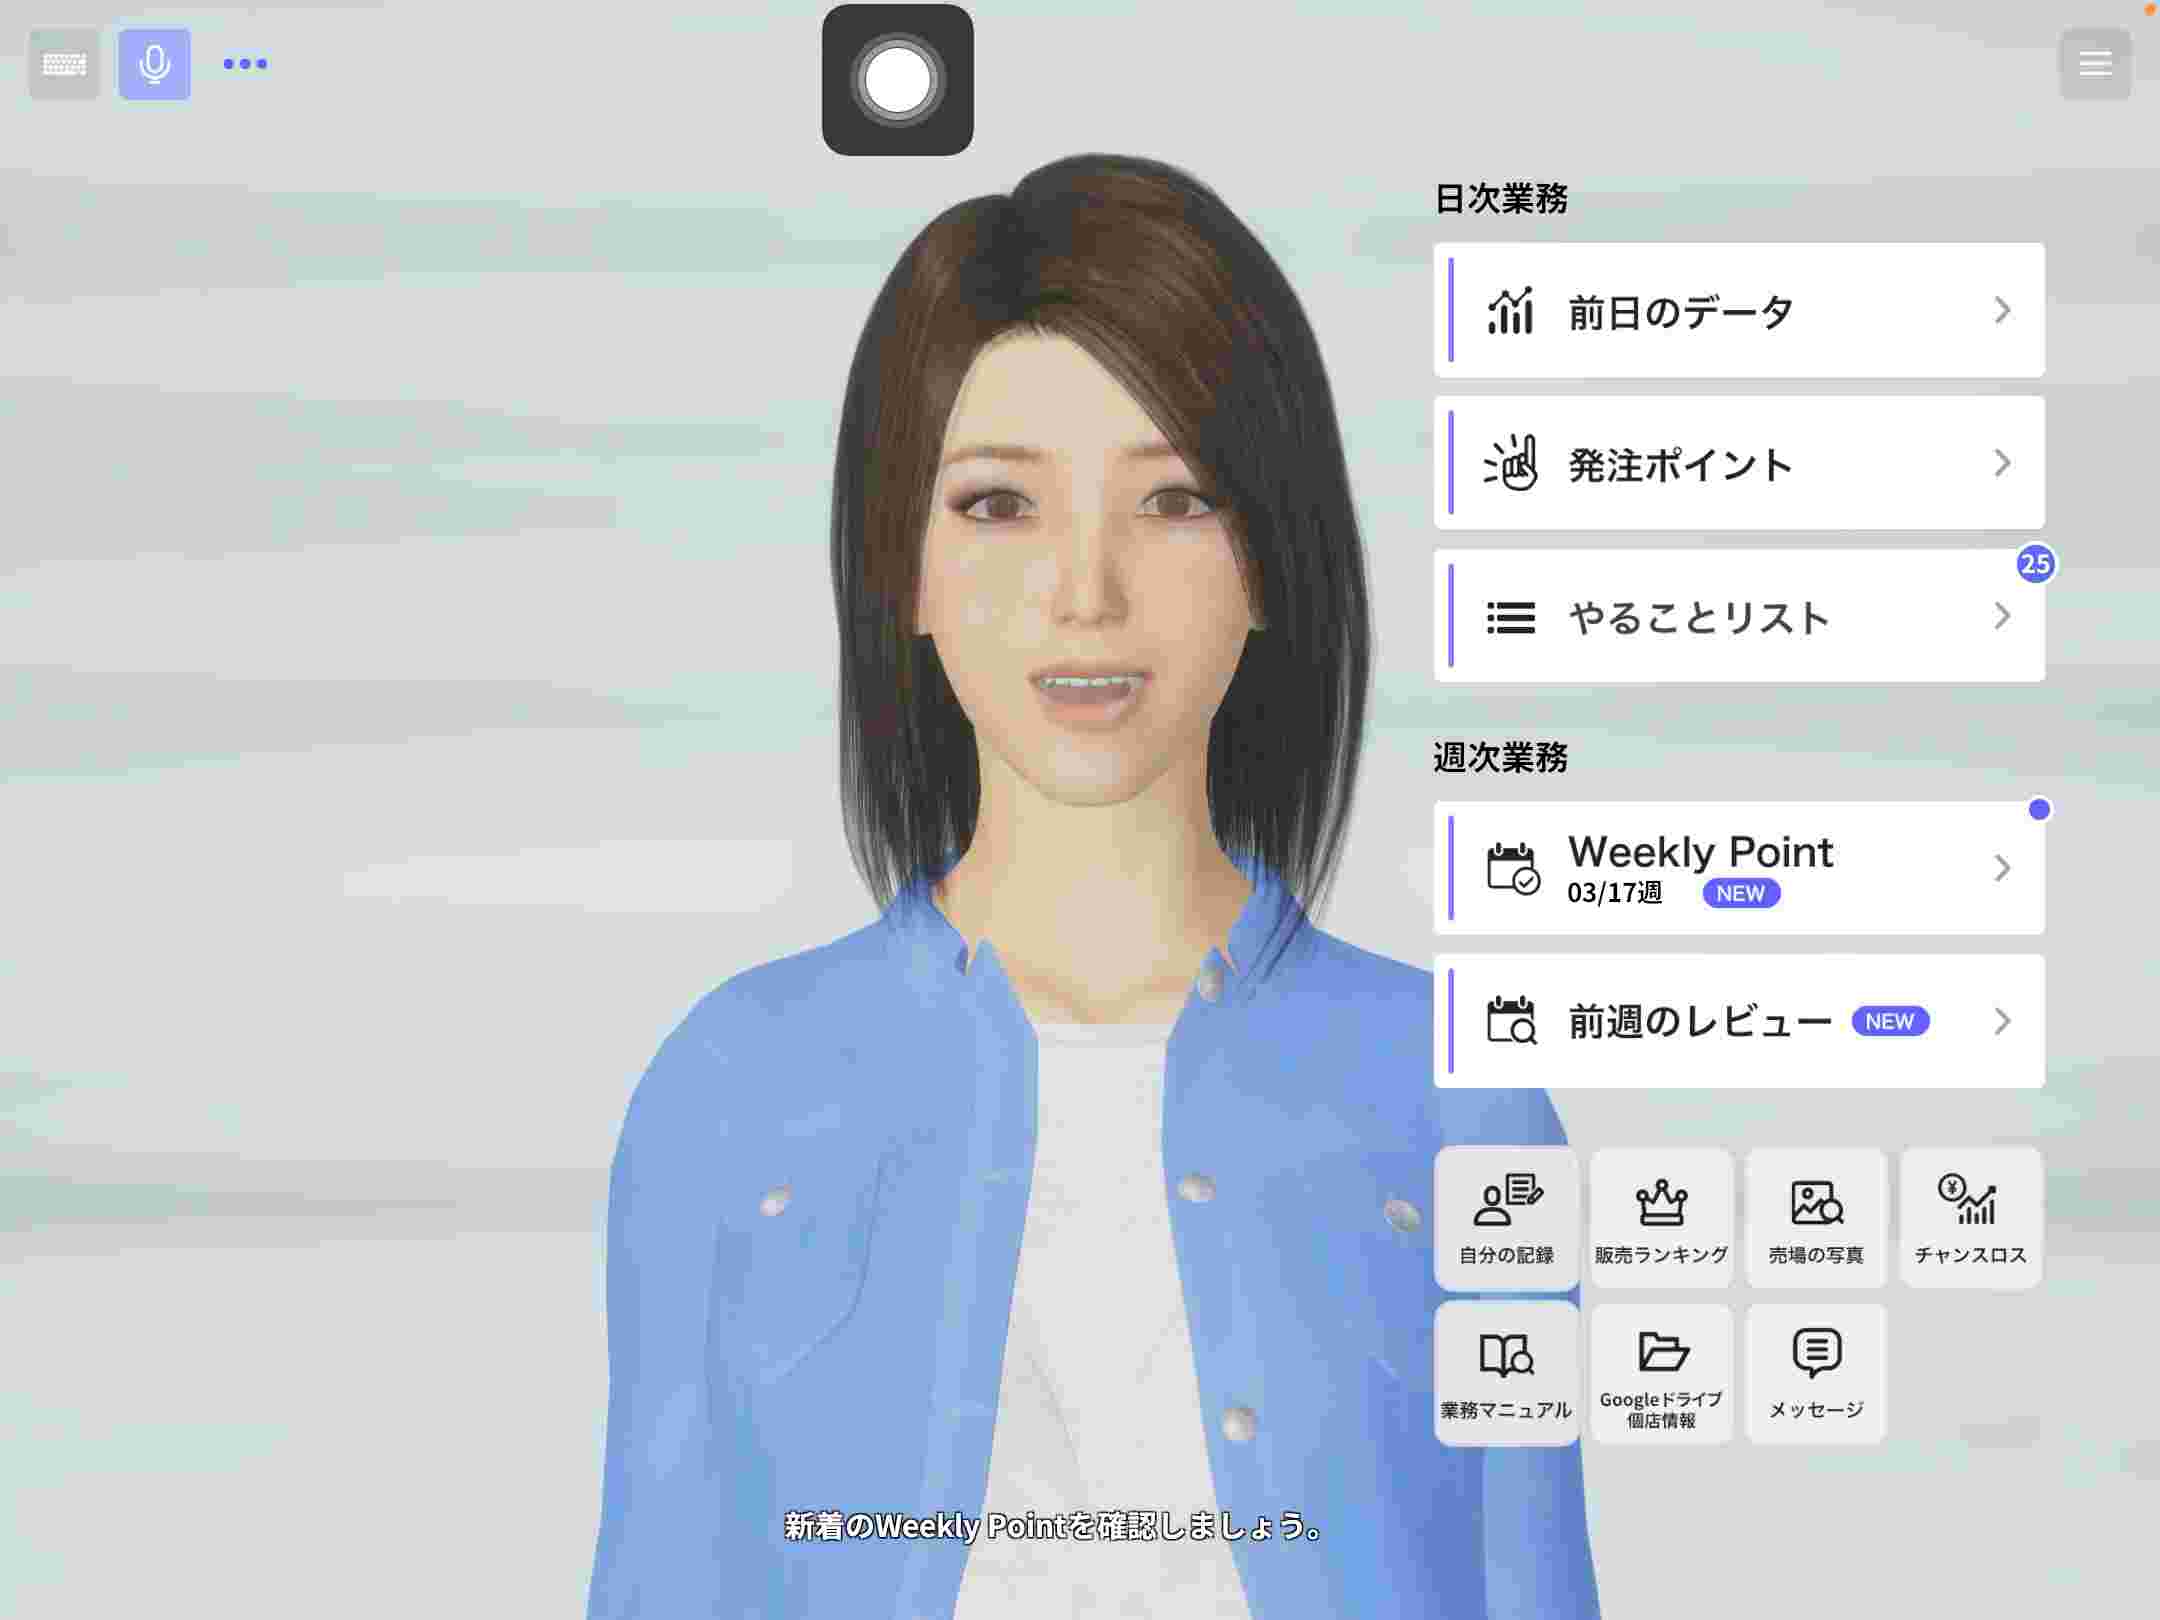 日次業務
前日のデータ
発注ポイント
25
やることリスト
週次業務
Weekly Point
03/17週
NEW
前週のレビュー
NEW
自分の記録
販売ランキング
売場の写真
チャンスロス
業務マニュアル
Googleドライブ
個店情報
メッセージ
新着のWeekly Pointを確認しましょう。